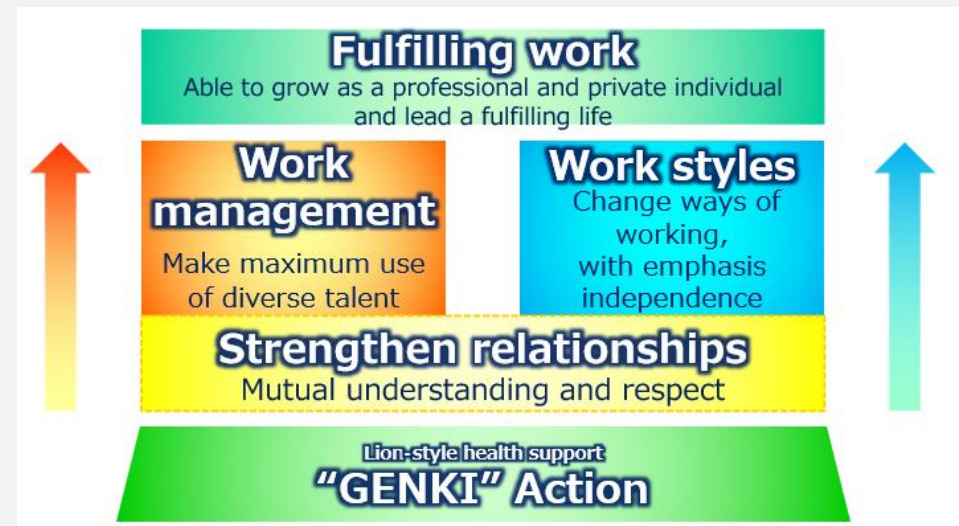 Fulfilling work
Able to grow as a professional and private individual
and lead a fulfilling life
Work
management
Make maximum use
of diverse talent
Work styles
Change ways of
working,
with emphasis
independence
Strengthen relationships
Mutual understanding and respect
Lion-style health support
“GENKI” Action